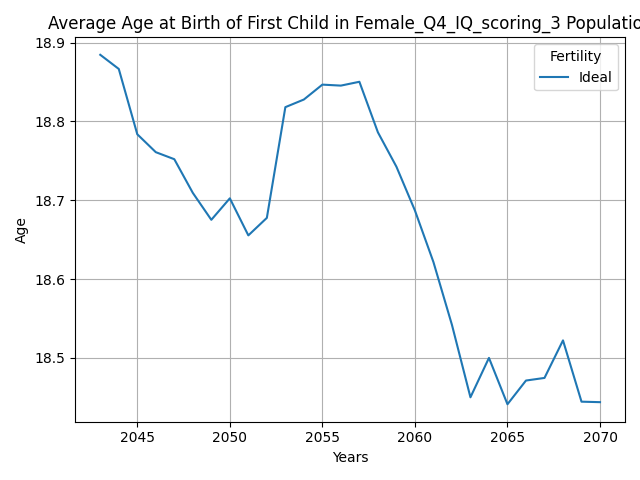 Average Age at Birth of First Child in Female_Q4_IQ_scoring_3 Populatio
Fertility
Ideal
18.9
18.8
18.7
18.6
18.5
Age
2045 2050 2055 2060 2065 2070
Years